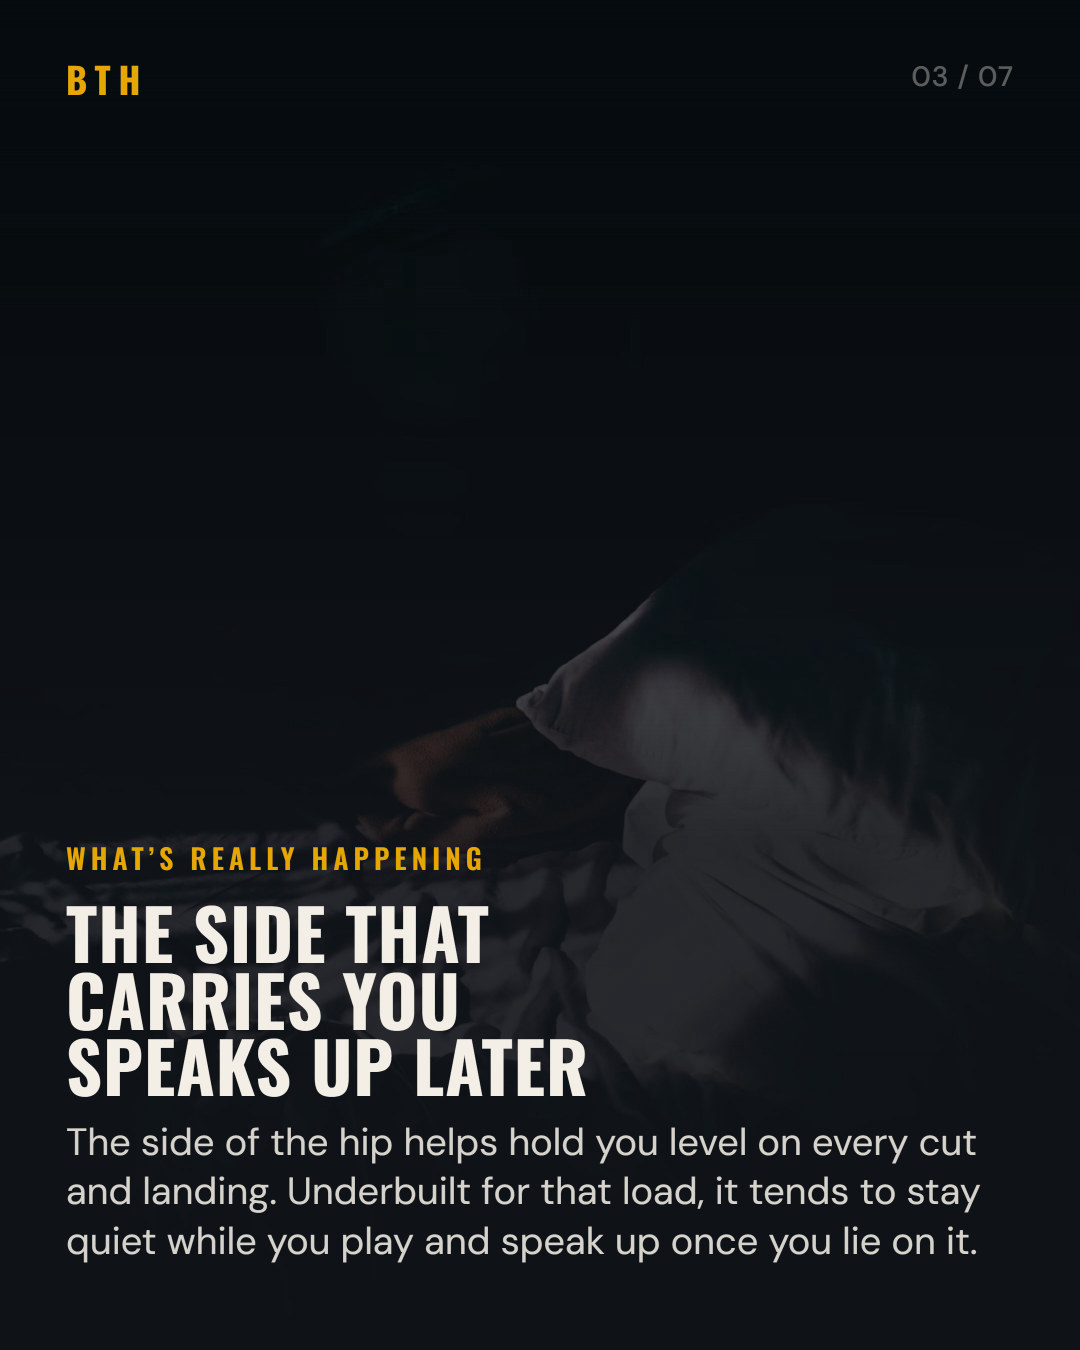 BTH
03 / 07
WHAT’S REALLY HAPPENING
THE SIDE THAT
CARRIES YOU
SPEAKS UP LATER
The side of the hip helps hold you level on every cut
and landing. Underbuilt for that load, it tends to stay
quiet while you play and speak up once you lie on it.